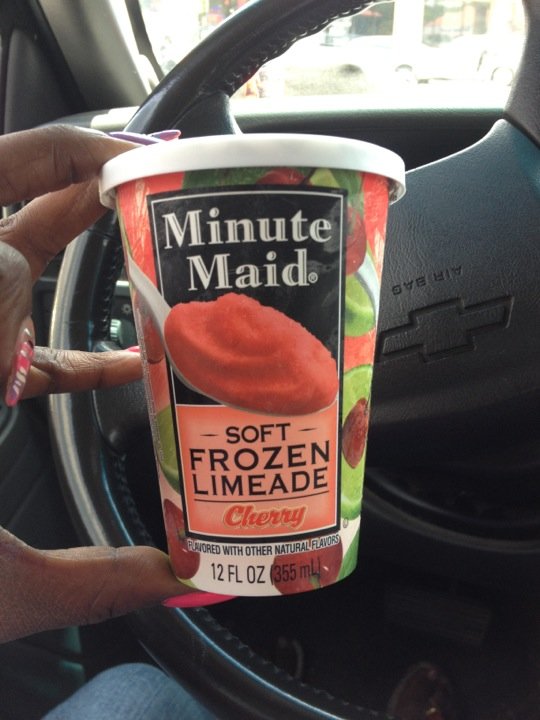 Minute
Maid®
SOFT
FROZEN
LIMEADE
Cherry
FLAVORED WITH OTHER NATURAL FLAVORS
12 FL OZ (355 mL)
AIR BAG